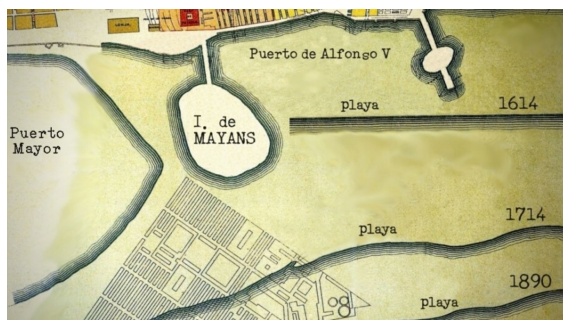 Puerto de Alfonso V
playa
1614
I. de
MAYANS
Puerto
Mayor
1714
playa
1890
playa